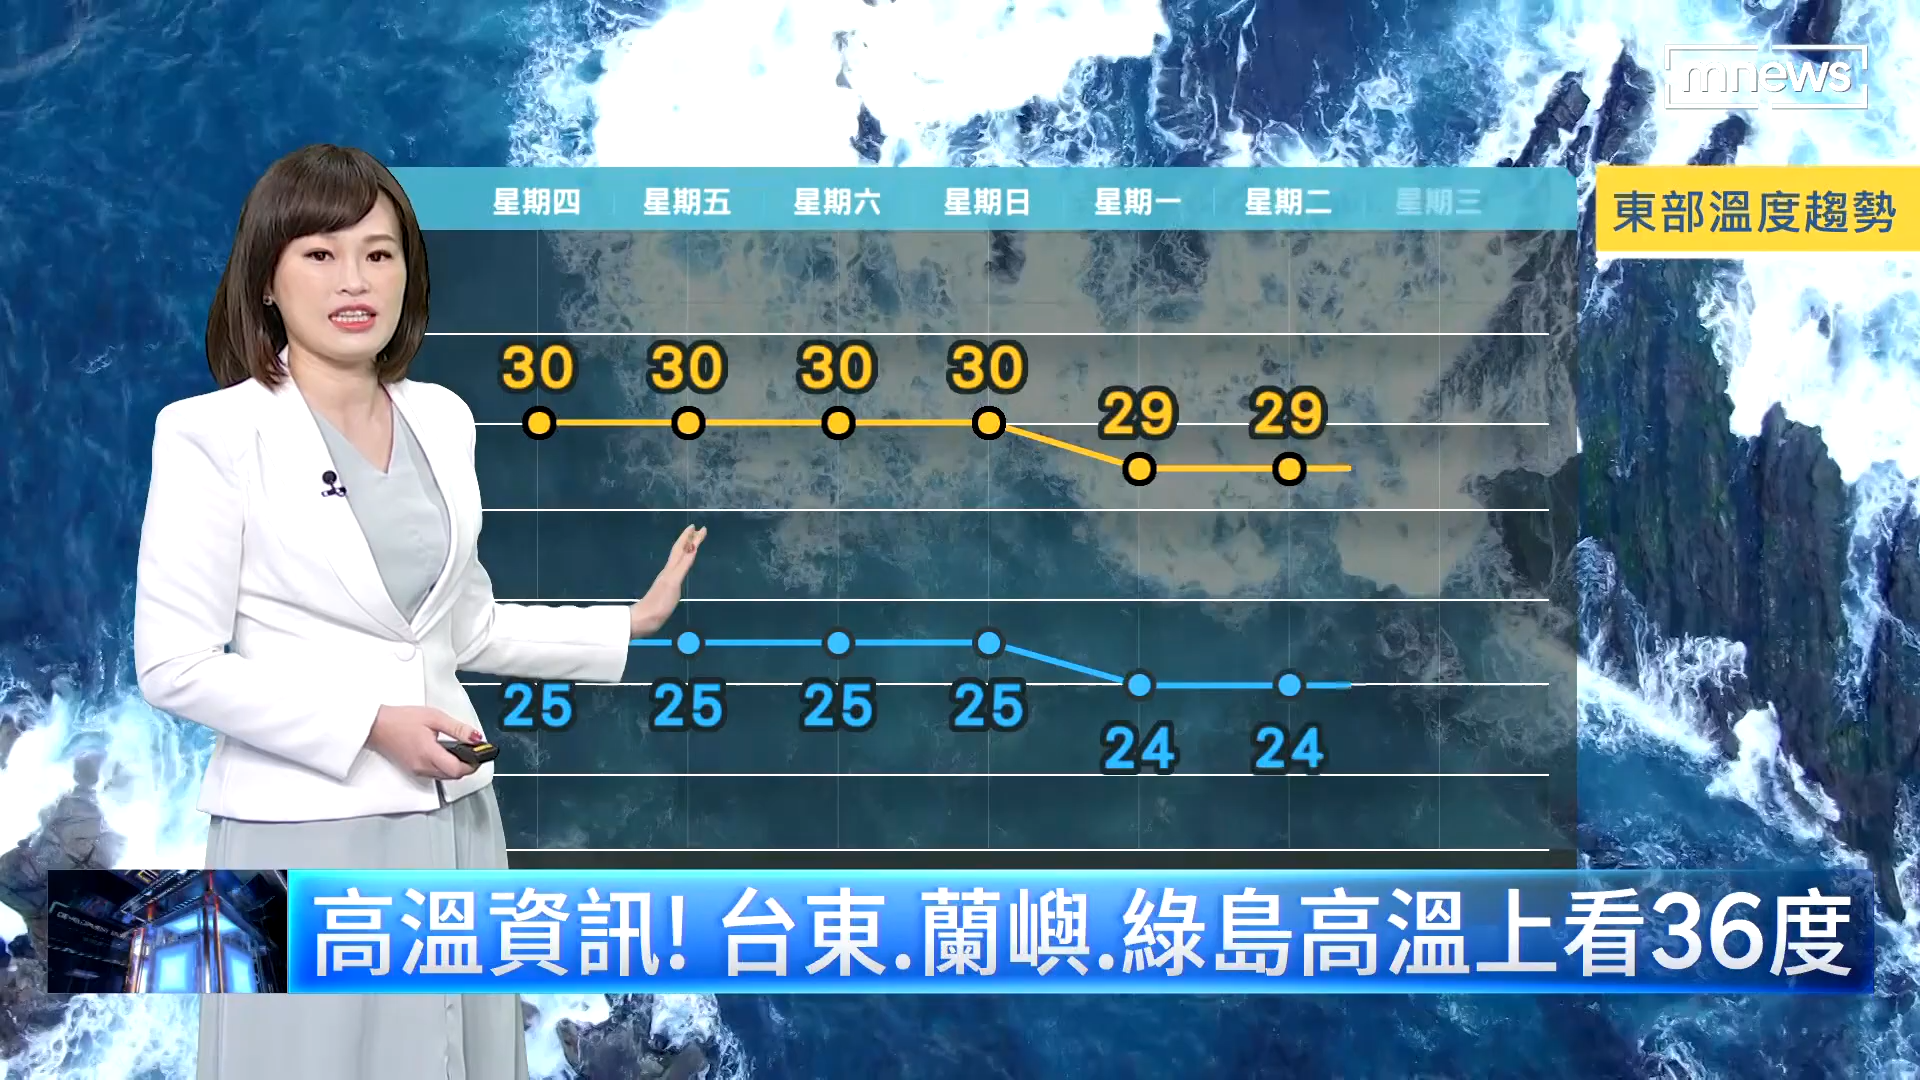 mnews
東部溫度趨勢
星期四 星期五 星期六 星期日 星期一 星期二 星期三
30 30 30 30 29 29
25 25 25 25 24 24
高溫資訊! 台東.蘭嶼.綠島高溫上看36度